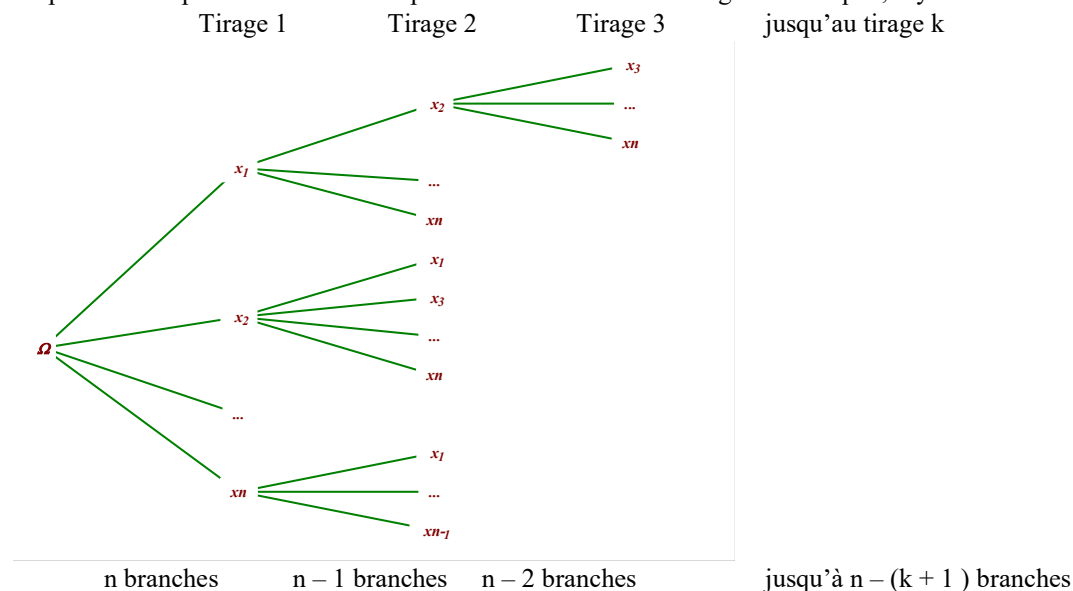 Tirage 1 Tirage 2 Tirage 3 jusqu'au tirage k
x3
x2 ...
xn
x1 ...
xn
x1
x3
x2 ...
xn
Ω
...
x1
xn ...
xn-1
n branches n – 1 branches n – 2 branches jusqu'à n – (k + 1 ) branches